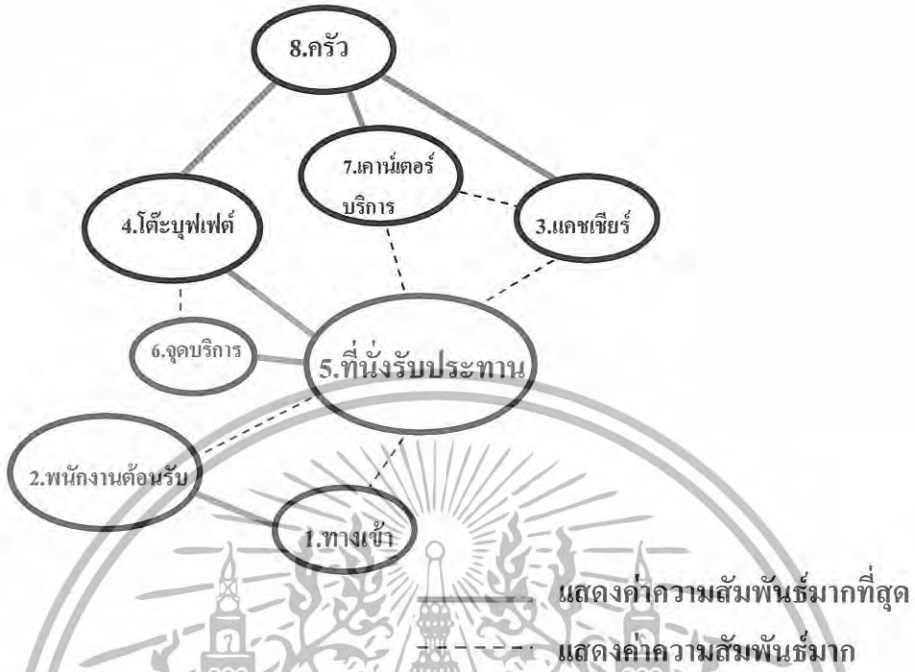 8.ครัว
7.เคาน์เตอร์
บริการ
4.โต๊ะบุฟเฟต์
3.แคชเชียร์
6.จุดบริการ
5.ที่นั่งรับประทาน
2.พนักงานต้อนรับ
1.ทางเข้า
แสดงค่าความสัมพันธ์มากที่สุด
แสดงค่าความสัมพันธ์มาก